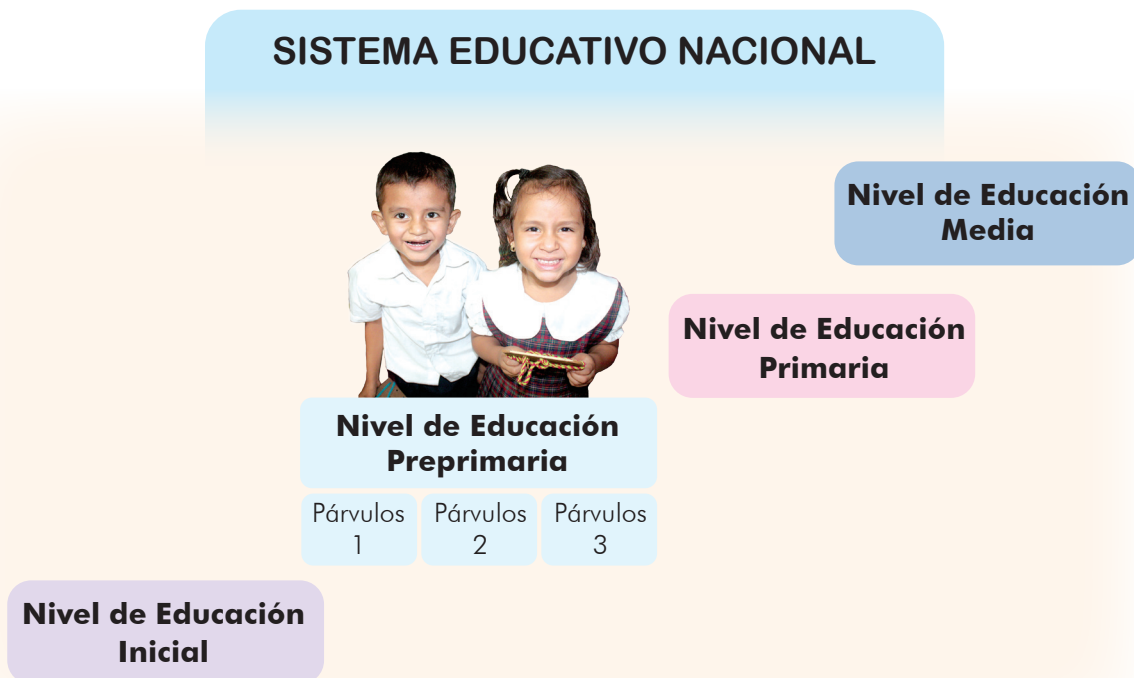 SISTEMA EDUCATIVO NACIONAL
Nivel de Educación
Media
Nivel de Educación
Primaria
Nivel de Educación
Preprimaria
Párvulos
1
Párvulos
2
Párvulos
3
Nivel de Educación
Inicial